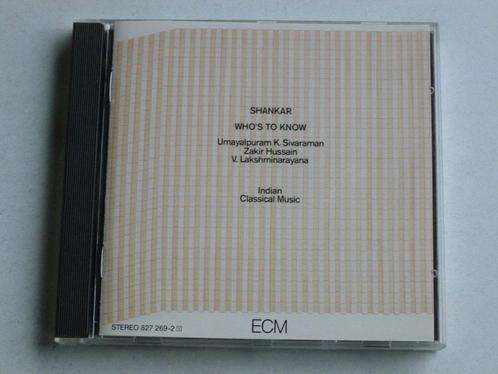 SHANKAR
WHO'S TO KNOW
Umayalpuram K. Sivaraman
Zakir Hussain
V. Lakshminarayana
Indian
Classical Music
STEREO 827 269-2
ECM